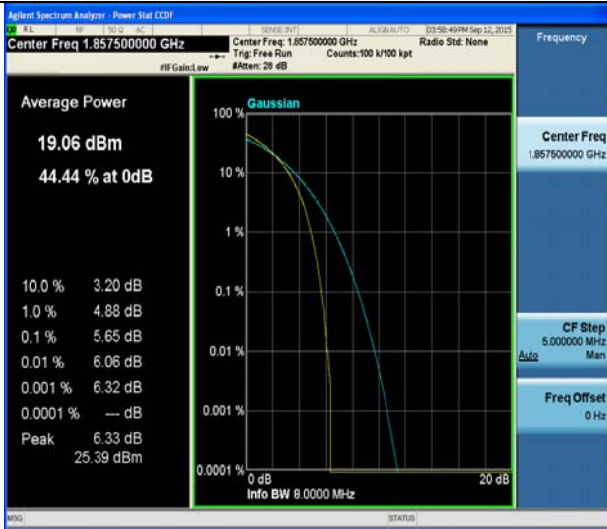 Agilent Spectrum Analyzer - Power Stat CCDF
RL RF 50 Ω AC SENSE:INT ALIGN AUTO 03:58:49 PM Sep 12, 2015
Center Freq 1.857500000 GHz
Center Freq: 1.857500000 GHz Radio Std: None
Trig: Free Run Counts:100 k/100 kpt
#IFGain:Low #Atten: 28 dB
Frequency
Average Power
19.06 dBm
44.44 % at 0dB
10.0 % 3.20 dB
1.0 % 4.88 dB
0.1 % 5.65 dB
0.01 % 6.06 dB
0.001 % 6.32 dB
0.0001 % --- dB
Peak 6.33 dB
25.39 dBm
Gaussian
100 %
10 %
1 %
0.1 %
0.01 %
0.001 %
0.0001 %
0 dB 20 dB
Info BW 8.0000 MHz
Center Freq
1.857500000 GHz
CF Step
5.000000 MHz
Auto Man
Freq Offset
0 Hz
MSG STATUS